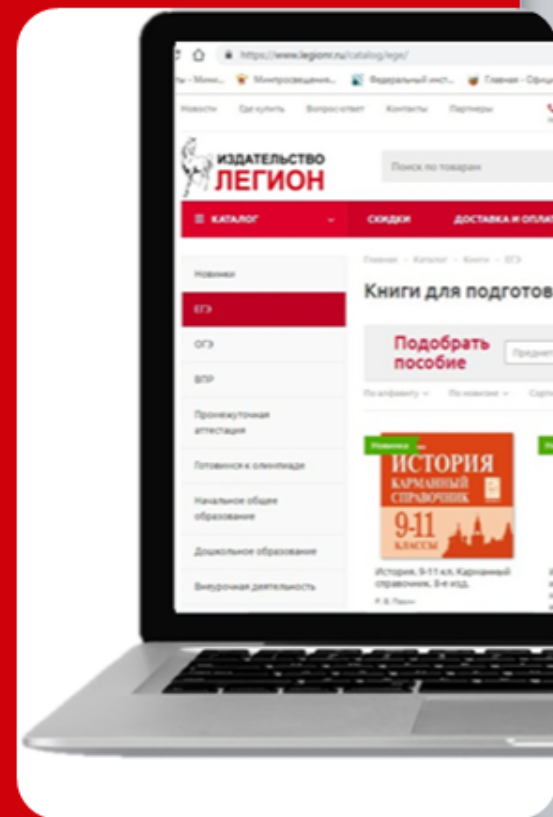 https://www.legionr.ru/catalog/ege/
Минпросвещения...
Федеральный инст...
Главная - Офиц
Новости Где купить Вопрос-ответ Контакты Партнеры
ИЗДАТЕЛЬСТВО
ЛЕГИОН
Поиск по товарам
КАТАЛОГ СКИДКИ ДОСТАВКА И ОПЛАТ
Главная - Каталог - Книги - ЕГЭ
Новинки
ЕГЭ
ОГЭ
ВПР
Промежуточная
аттестация
Готовимся к олимпиаде
Начальное общее
образование
Дошкольное образование
Внеурочная деятельность
Книги для подготов
Подобрать
пособие
Предмет
По алфавиту По новизне
Новинка
ИСТОРИЯ
КАРМАННЫЙ
СПРАВОЧНИК
9-11
КЛАССЫ
История. 9-11 кл. Карманный
справочник. 8-е изд.
Р. В. Пазин